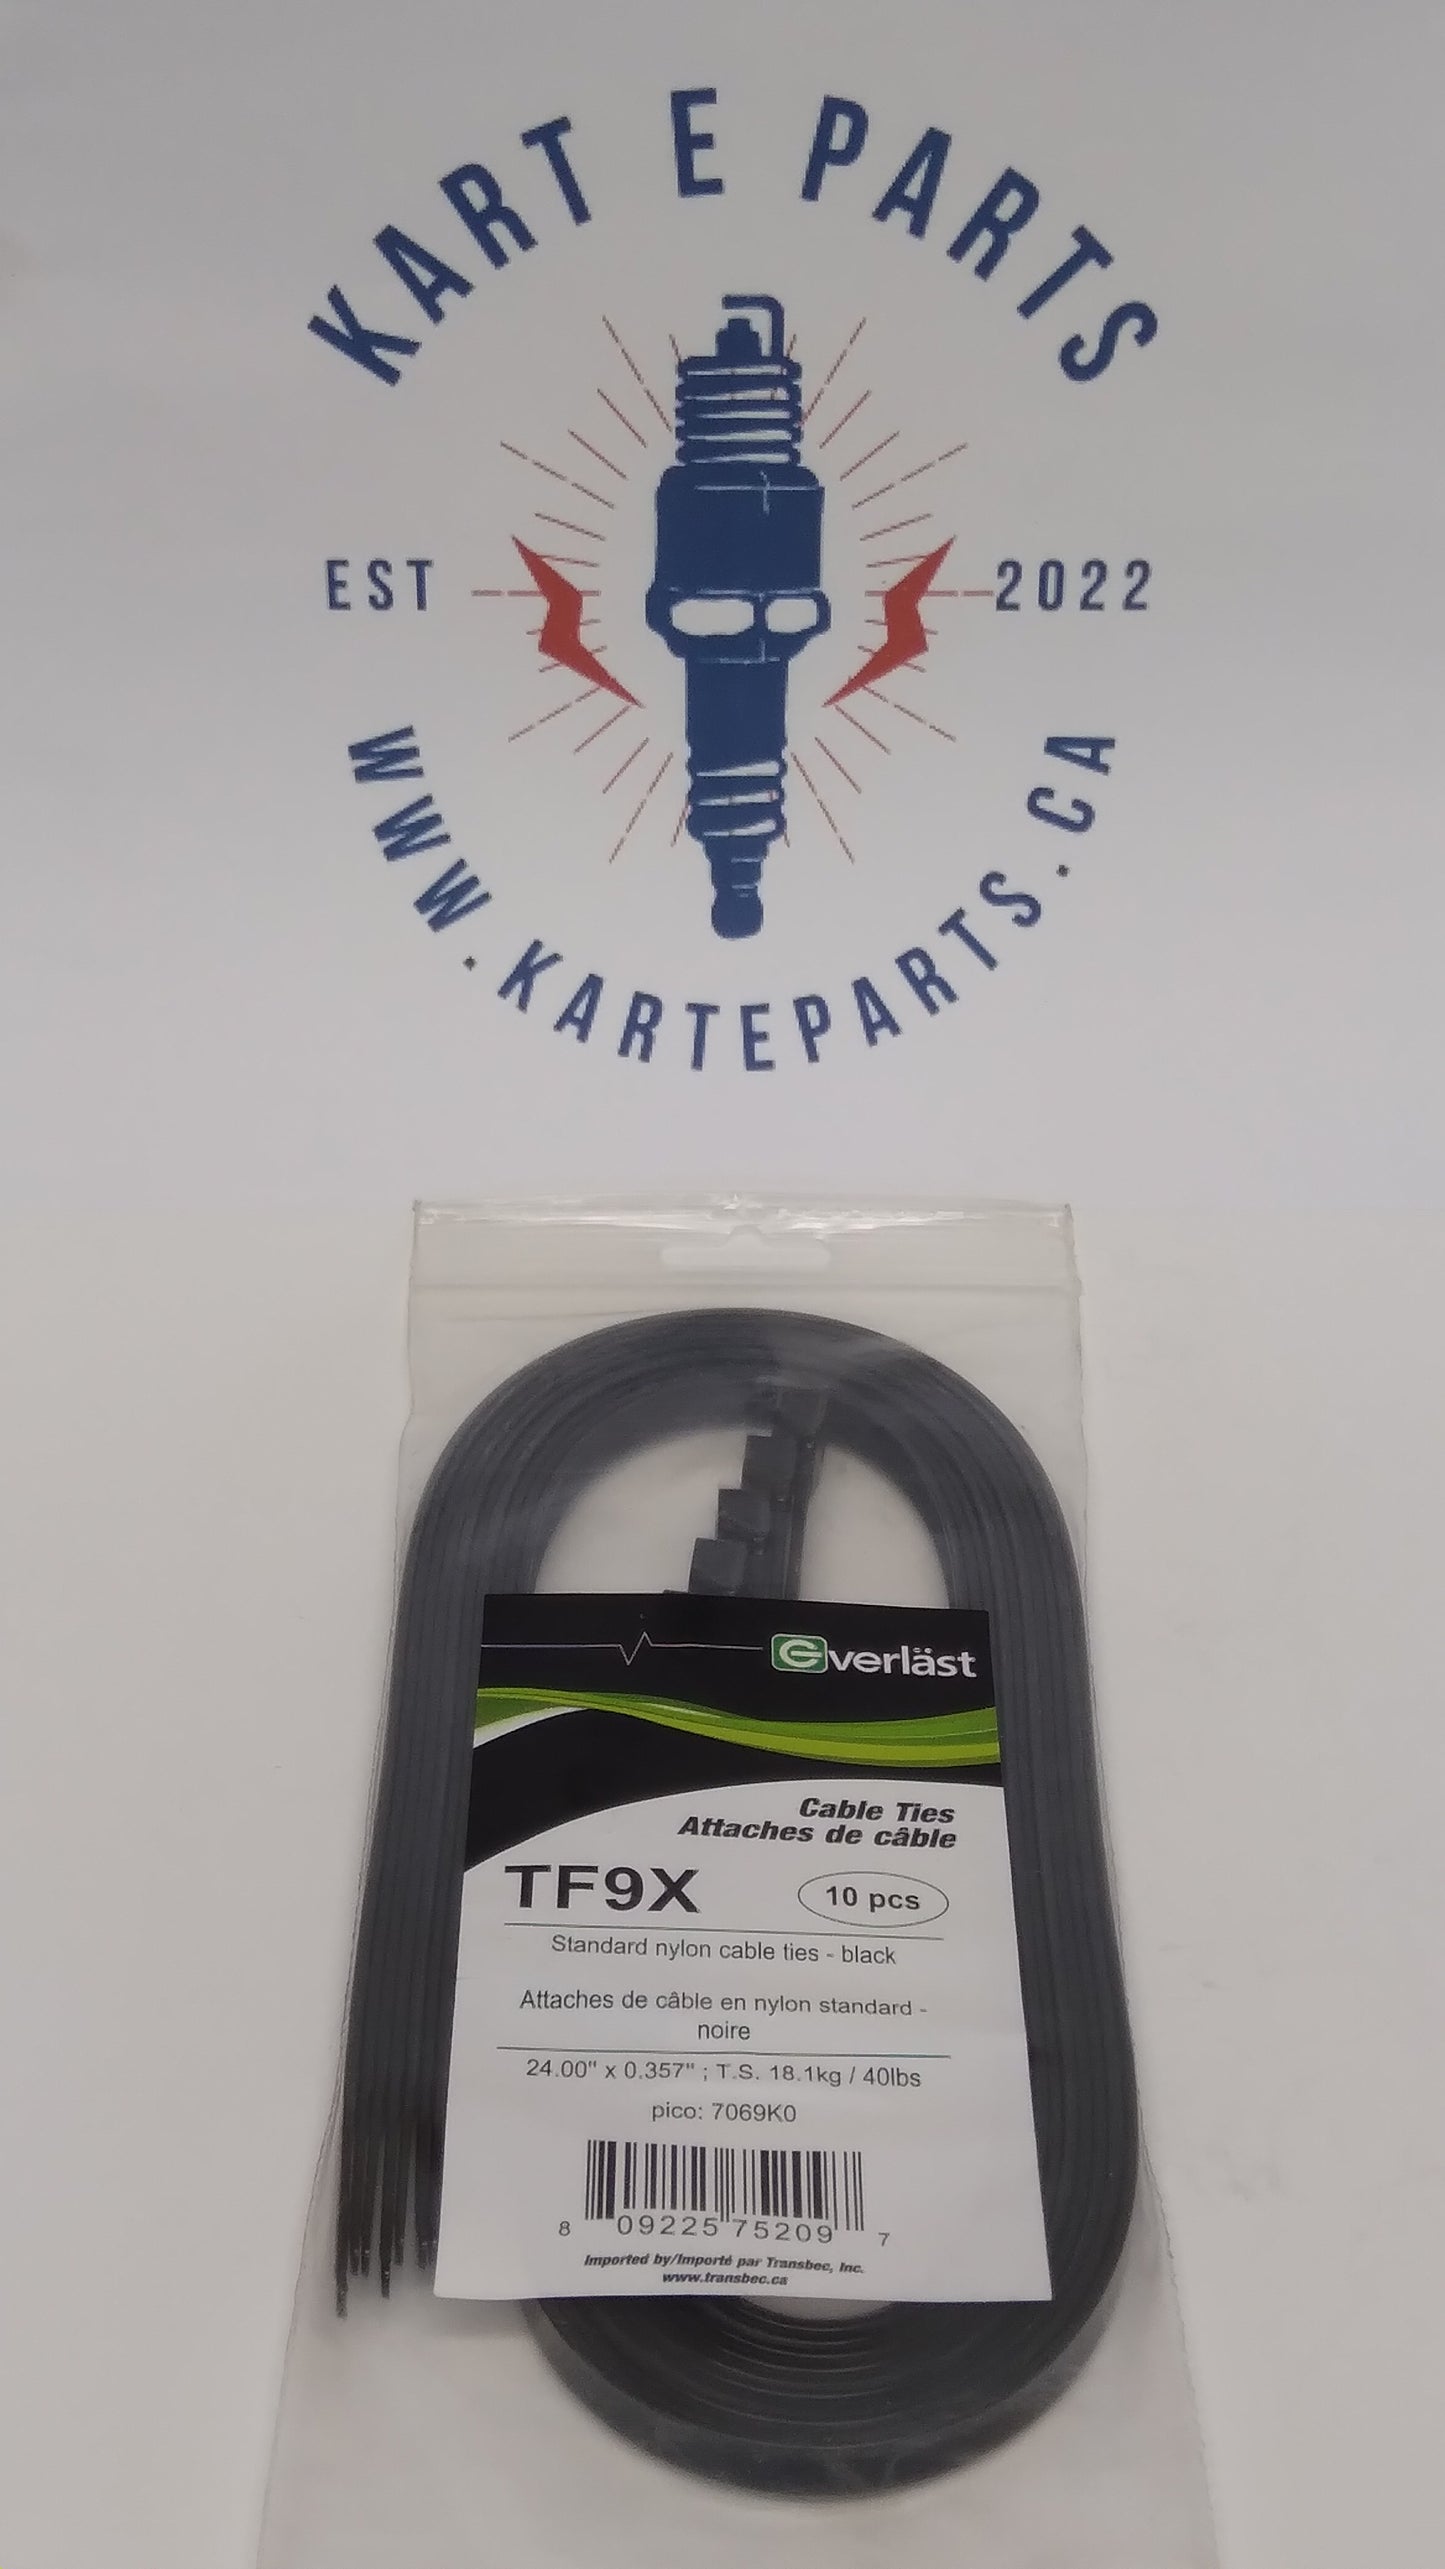 KART E PARTS
EST 2022
WWW.KARTEPARTS.CA
everläst
Cable Ties
Attaches de câble
TF9X
10 pcs
Standard nylon cable ties - black
Attaches de câble en nylon standard -
noire
24.00" x 0.357" ; T.S. 18.1kg / 40lbs
pico: 7069K0
8 09225 75209 7
Imported by/Importé par Transbec, Inc.
www.transbec.ca